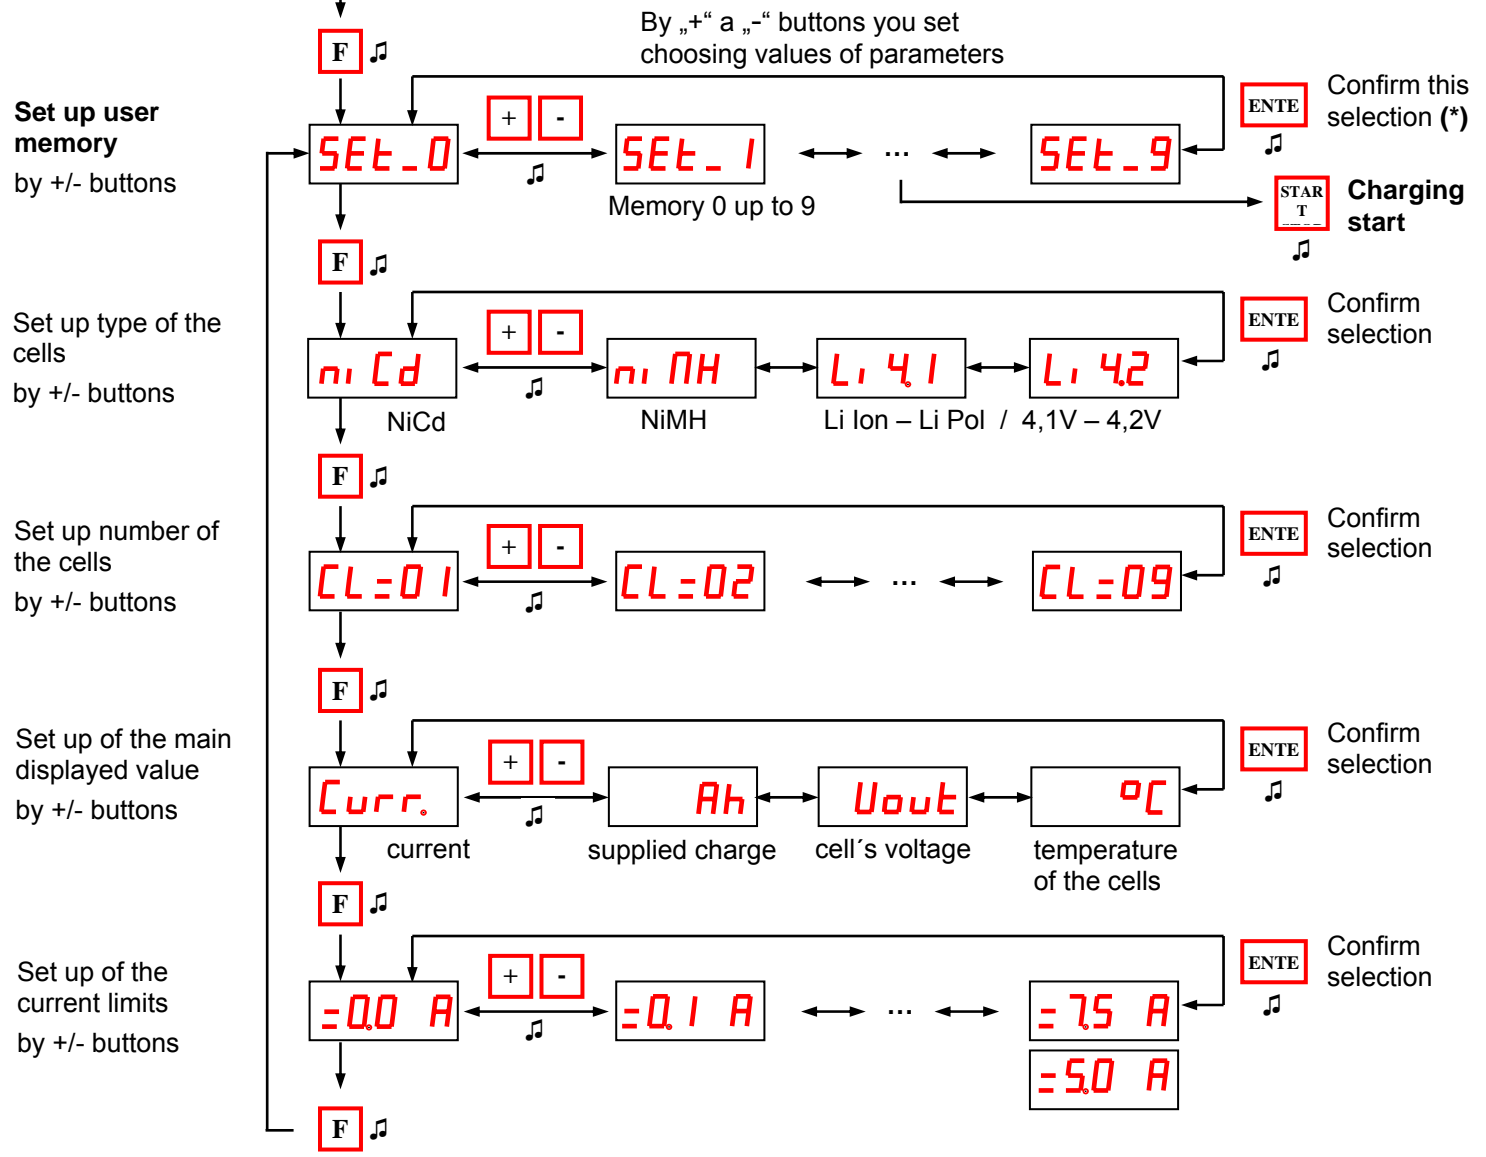 By „+“ a „-“ buttons you set
choosing values of parameters
F
Set up user
memory
by +/- buttons
SEt_0
+ -
SEt_1
...
SEt_9
ENTE
Confirm this
selection (*)
Memory 0 up to 9
STAR
T
Charging
start
F
Set up type of the
cells
by +/- buttons
ni Cd
+ -
ni MH
Li 4.1
Li 4.2
ENTE
Confirm
selection
NiCd
NiMH
Li Ion – Li Pol / 4,1V – 4,2V
F
Set up number of
the cells
by +/- buttons
CL=01
+ -
CL=02
...
CL=09
ENTE
Confirm
selection
F
Set up of the main
displayed value
by +/- buttons
Curr.
+ -
Ah
Uout
ºC
ENTE
Confirm
selection
current
supplied charge
cell´s voltage
temperature
of the cells
F
Set up of the
current limits
by +/- buttons
=0.0 A
+ -
=0.1 A
...
=7.5 A
=5.0 A
ENTE
Confirm
selection
F